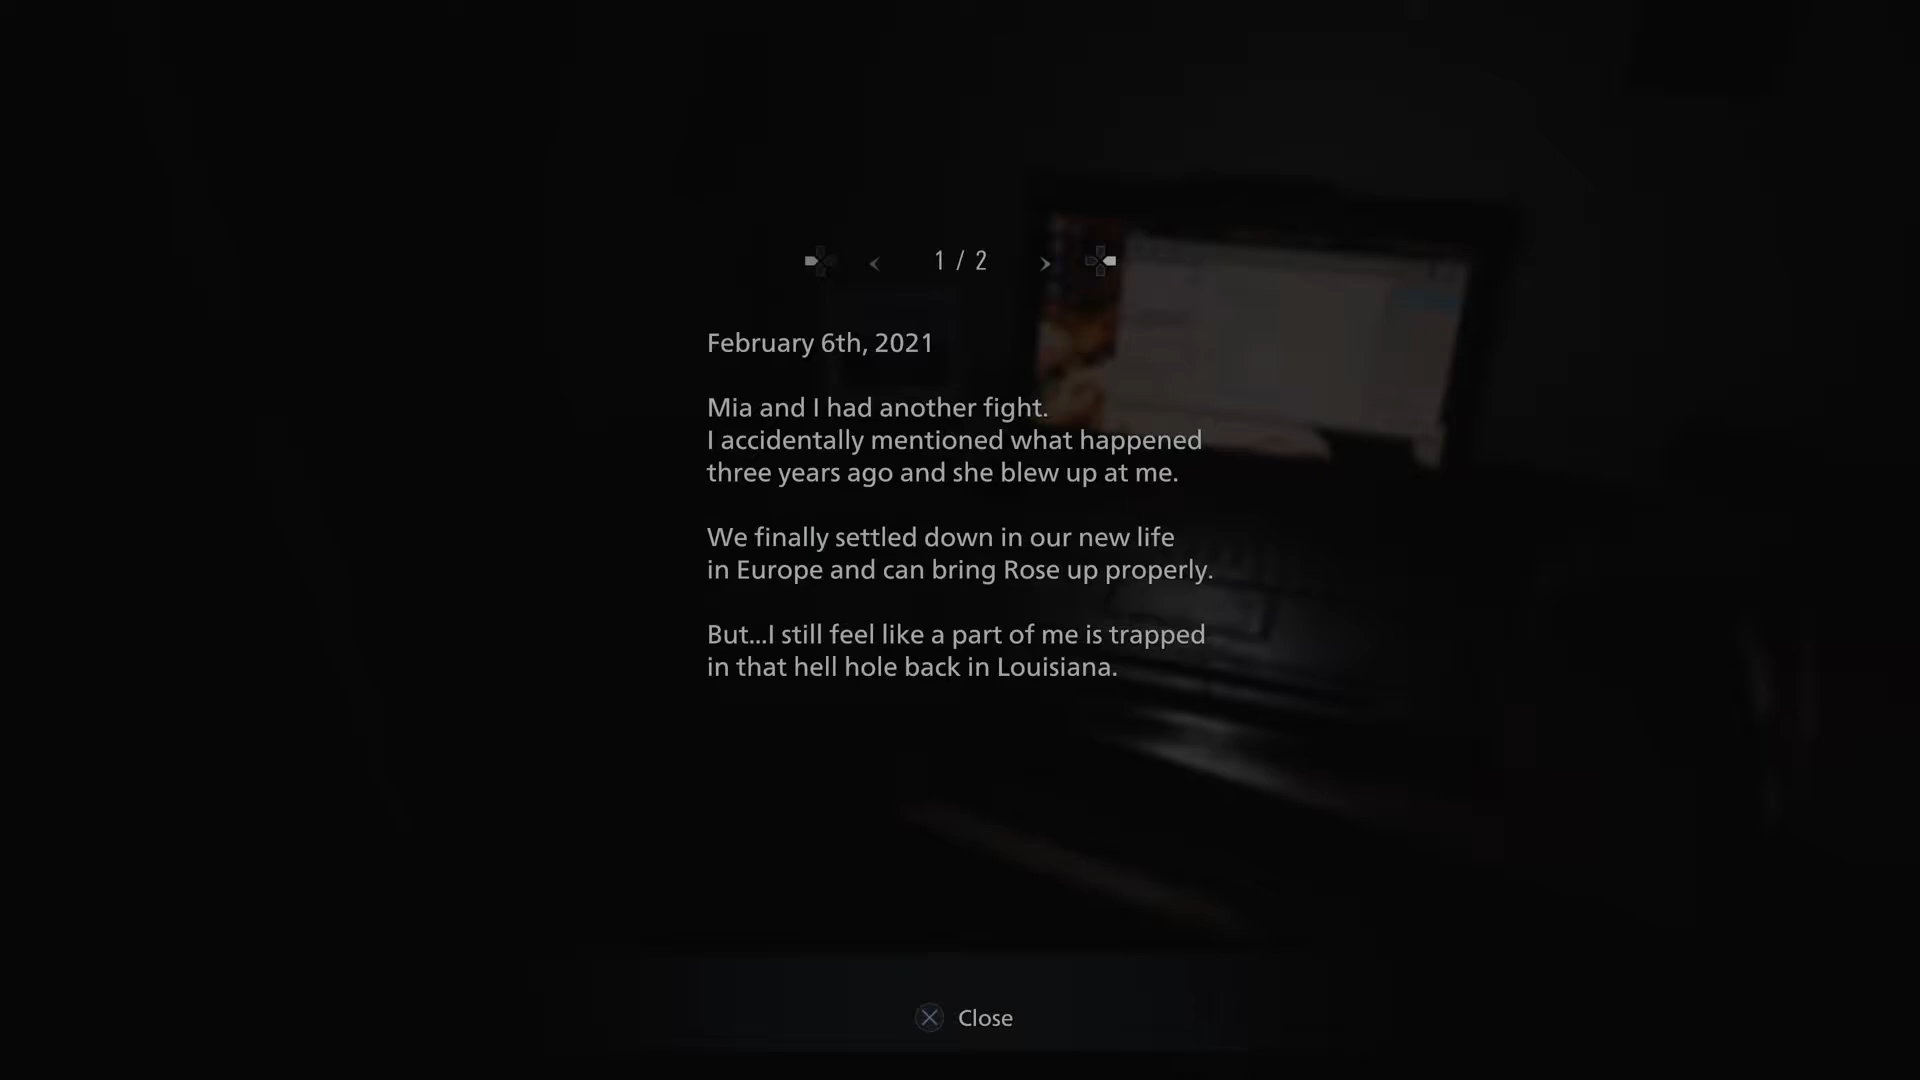 1 / 2
February 6th, 2021
Mia and I had another fight.
I accidentally mentioned what happened
three years ago and she blew up at me.
We finally settled down in our new life
in Europe and can bring Rose up properly.
But...I still feel like a part of me is trapped
in that hell hole back in Louisiana.
Close